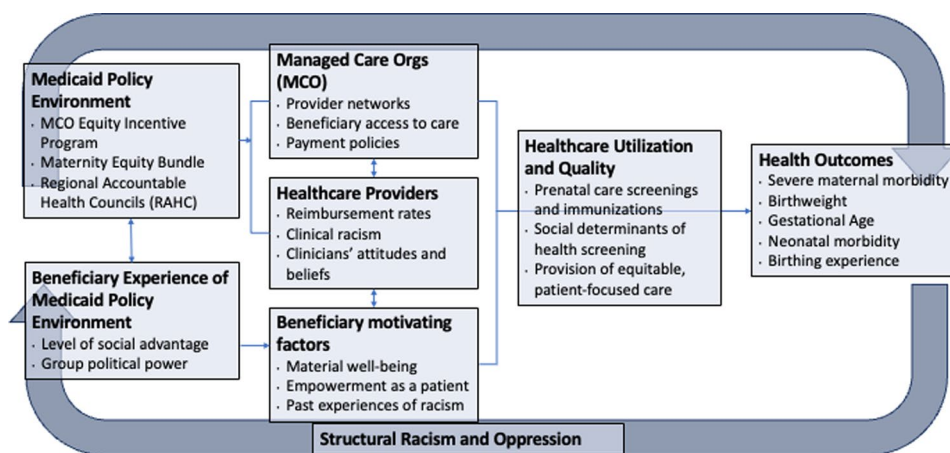 Medicaid Policy
Environment
· MCO Equity Incentive
Program
· Maternity Equity Bundle
· Regional Accountable
Health Councils (RAHC)
Beneficiary Experience of
Medicaid Policy
Environment
· Level of social advantage
· Group political power
Managed Care Orgs
(MCO)
· Provider networks
· Beneficiary access to care
· Payment policies
Healthcare Providers
· Reimbursement rates
· Clinical racism
· Clinicians' attitudes and
beliefs
Beneficiary motivating
factors
· Material well-being
· Empowerment as a patient
· Past experiences of racism
Healthcare Utilization
and Quality
· Prenatal care screenings
and immunizations
· Social determinants of
health screening
· Provision of equitable,
patient-focused care
Health Outcomes
· Severe maternal morbidity
· Birthweight
· Gestational Age
· Neonatal morbidity
· Birthing experience
Structural Racism and Oppression